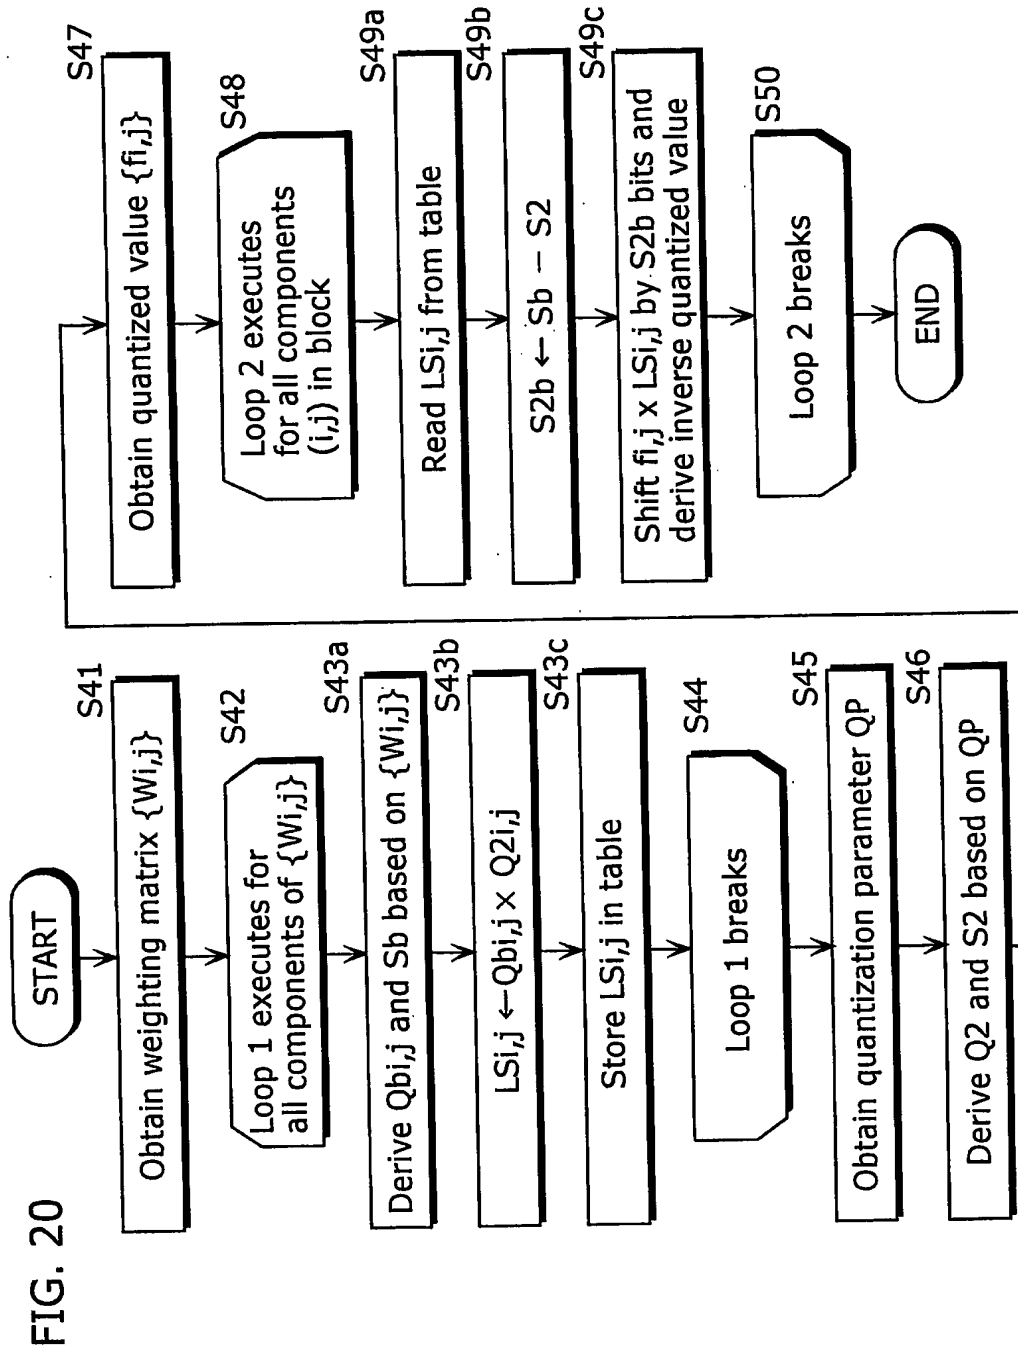 FIG. 20
START
S41
Obtain weighting matrix {Wi,j}
S42
Loop 1 executes for
all components of {Wi,j}
S43a
Derive Qbi,j and Sb based on {Wi,j}
S43b
LSi,j ←Qbi,j x Q2i,j
S43c
Store LSi,j in table
S44
Loop 1 breaks
S45
Obtain quantization parameter QP
S46
Derive Q2 and S2 based on QP
S47
Obtain quantized value {fi,j}
S48
Loop 2 executes
for all components
(i,j) in block
S49a
Read LSi,j from table
S49b
S2b ← Sb − S2
S49c
Shift fi,j x LSi,j by S2b bits and
derive inverse quantized value
S50
Loop 2 breaks
END